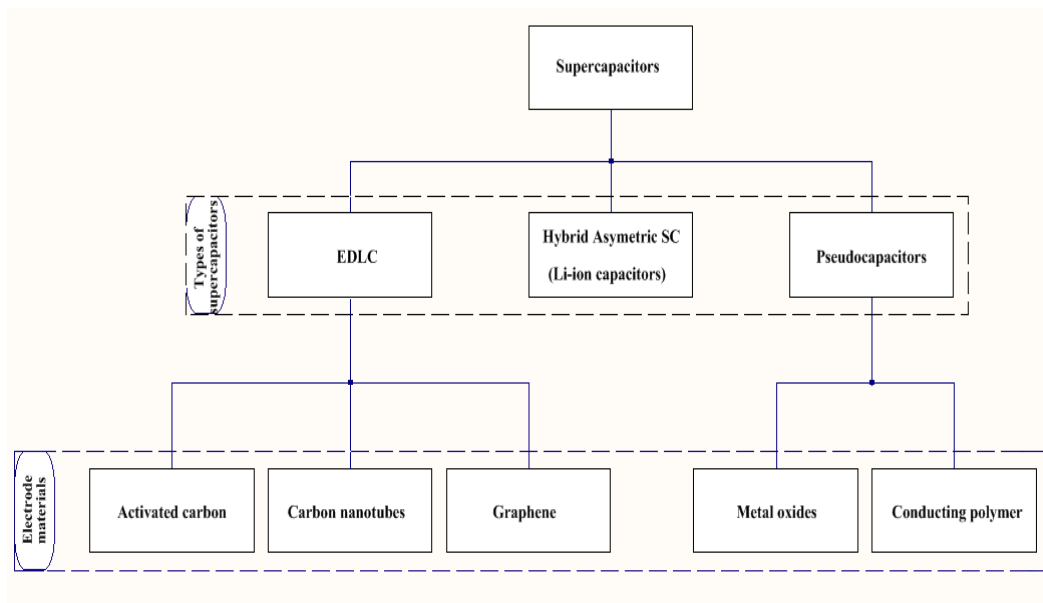 Supercapacitors
Types of
supercapacitors
EDLC
Hybrid Asymetric SC
(Li-ion capacitors)
Pseudocapacitors
Electrode
materials
Activated carbon
Carbon nanotubes
Graphene
Metal oxides
Conducting polymer